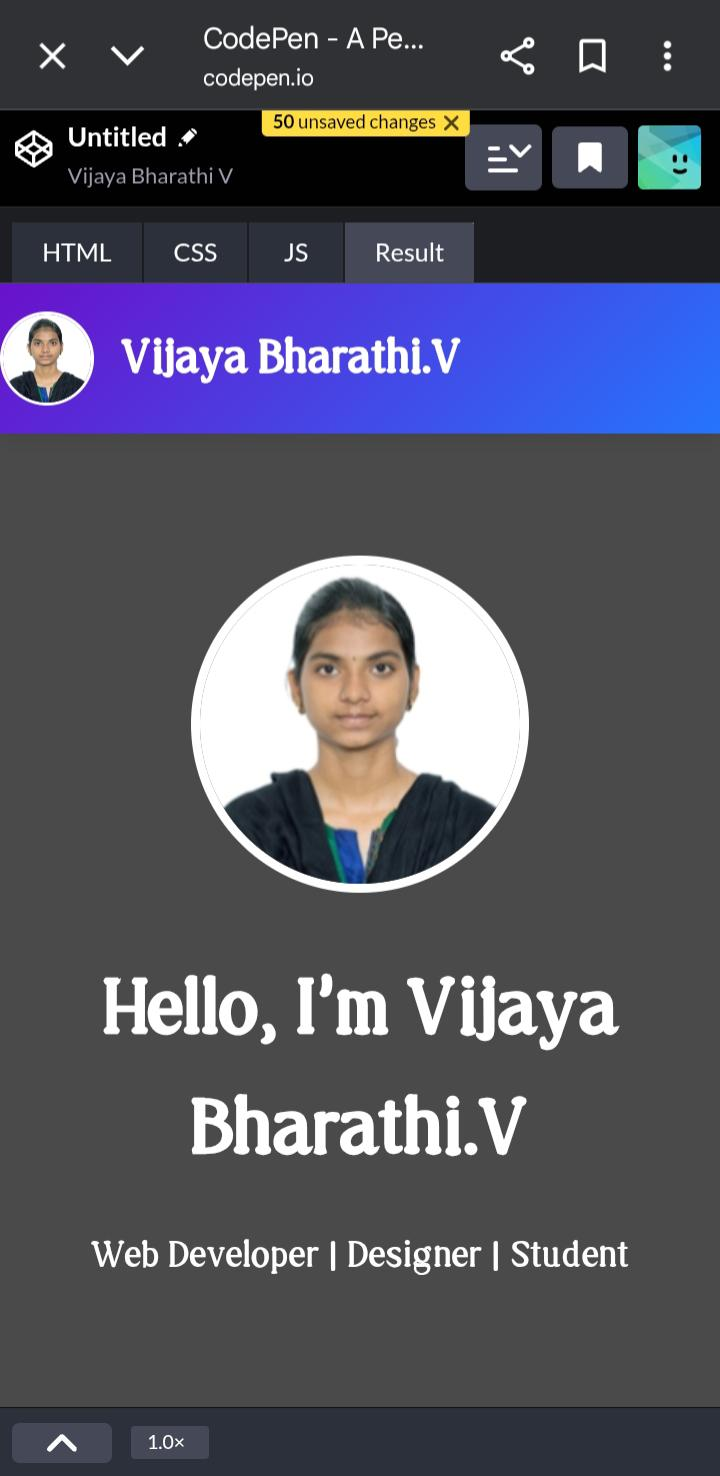 CodePen - A Pe...
codepen.io
50 unsaved changes
Untitled
Vijaya Bharathi V
HTML CSS JS Result
Vijaya Bharathi.V
Hello, I'm Vijaya
Bharathi.V
Web Developer | Designer | Student
1.0×